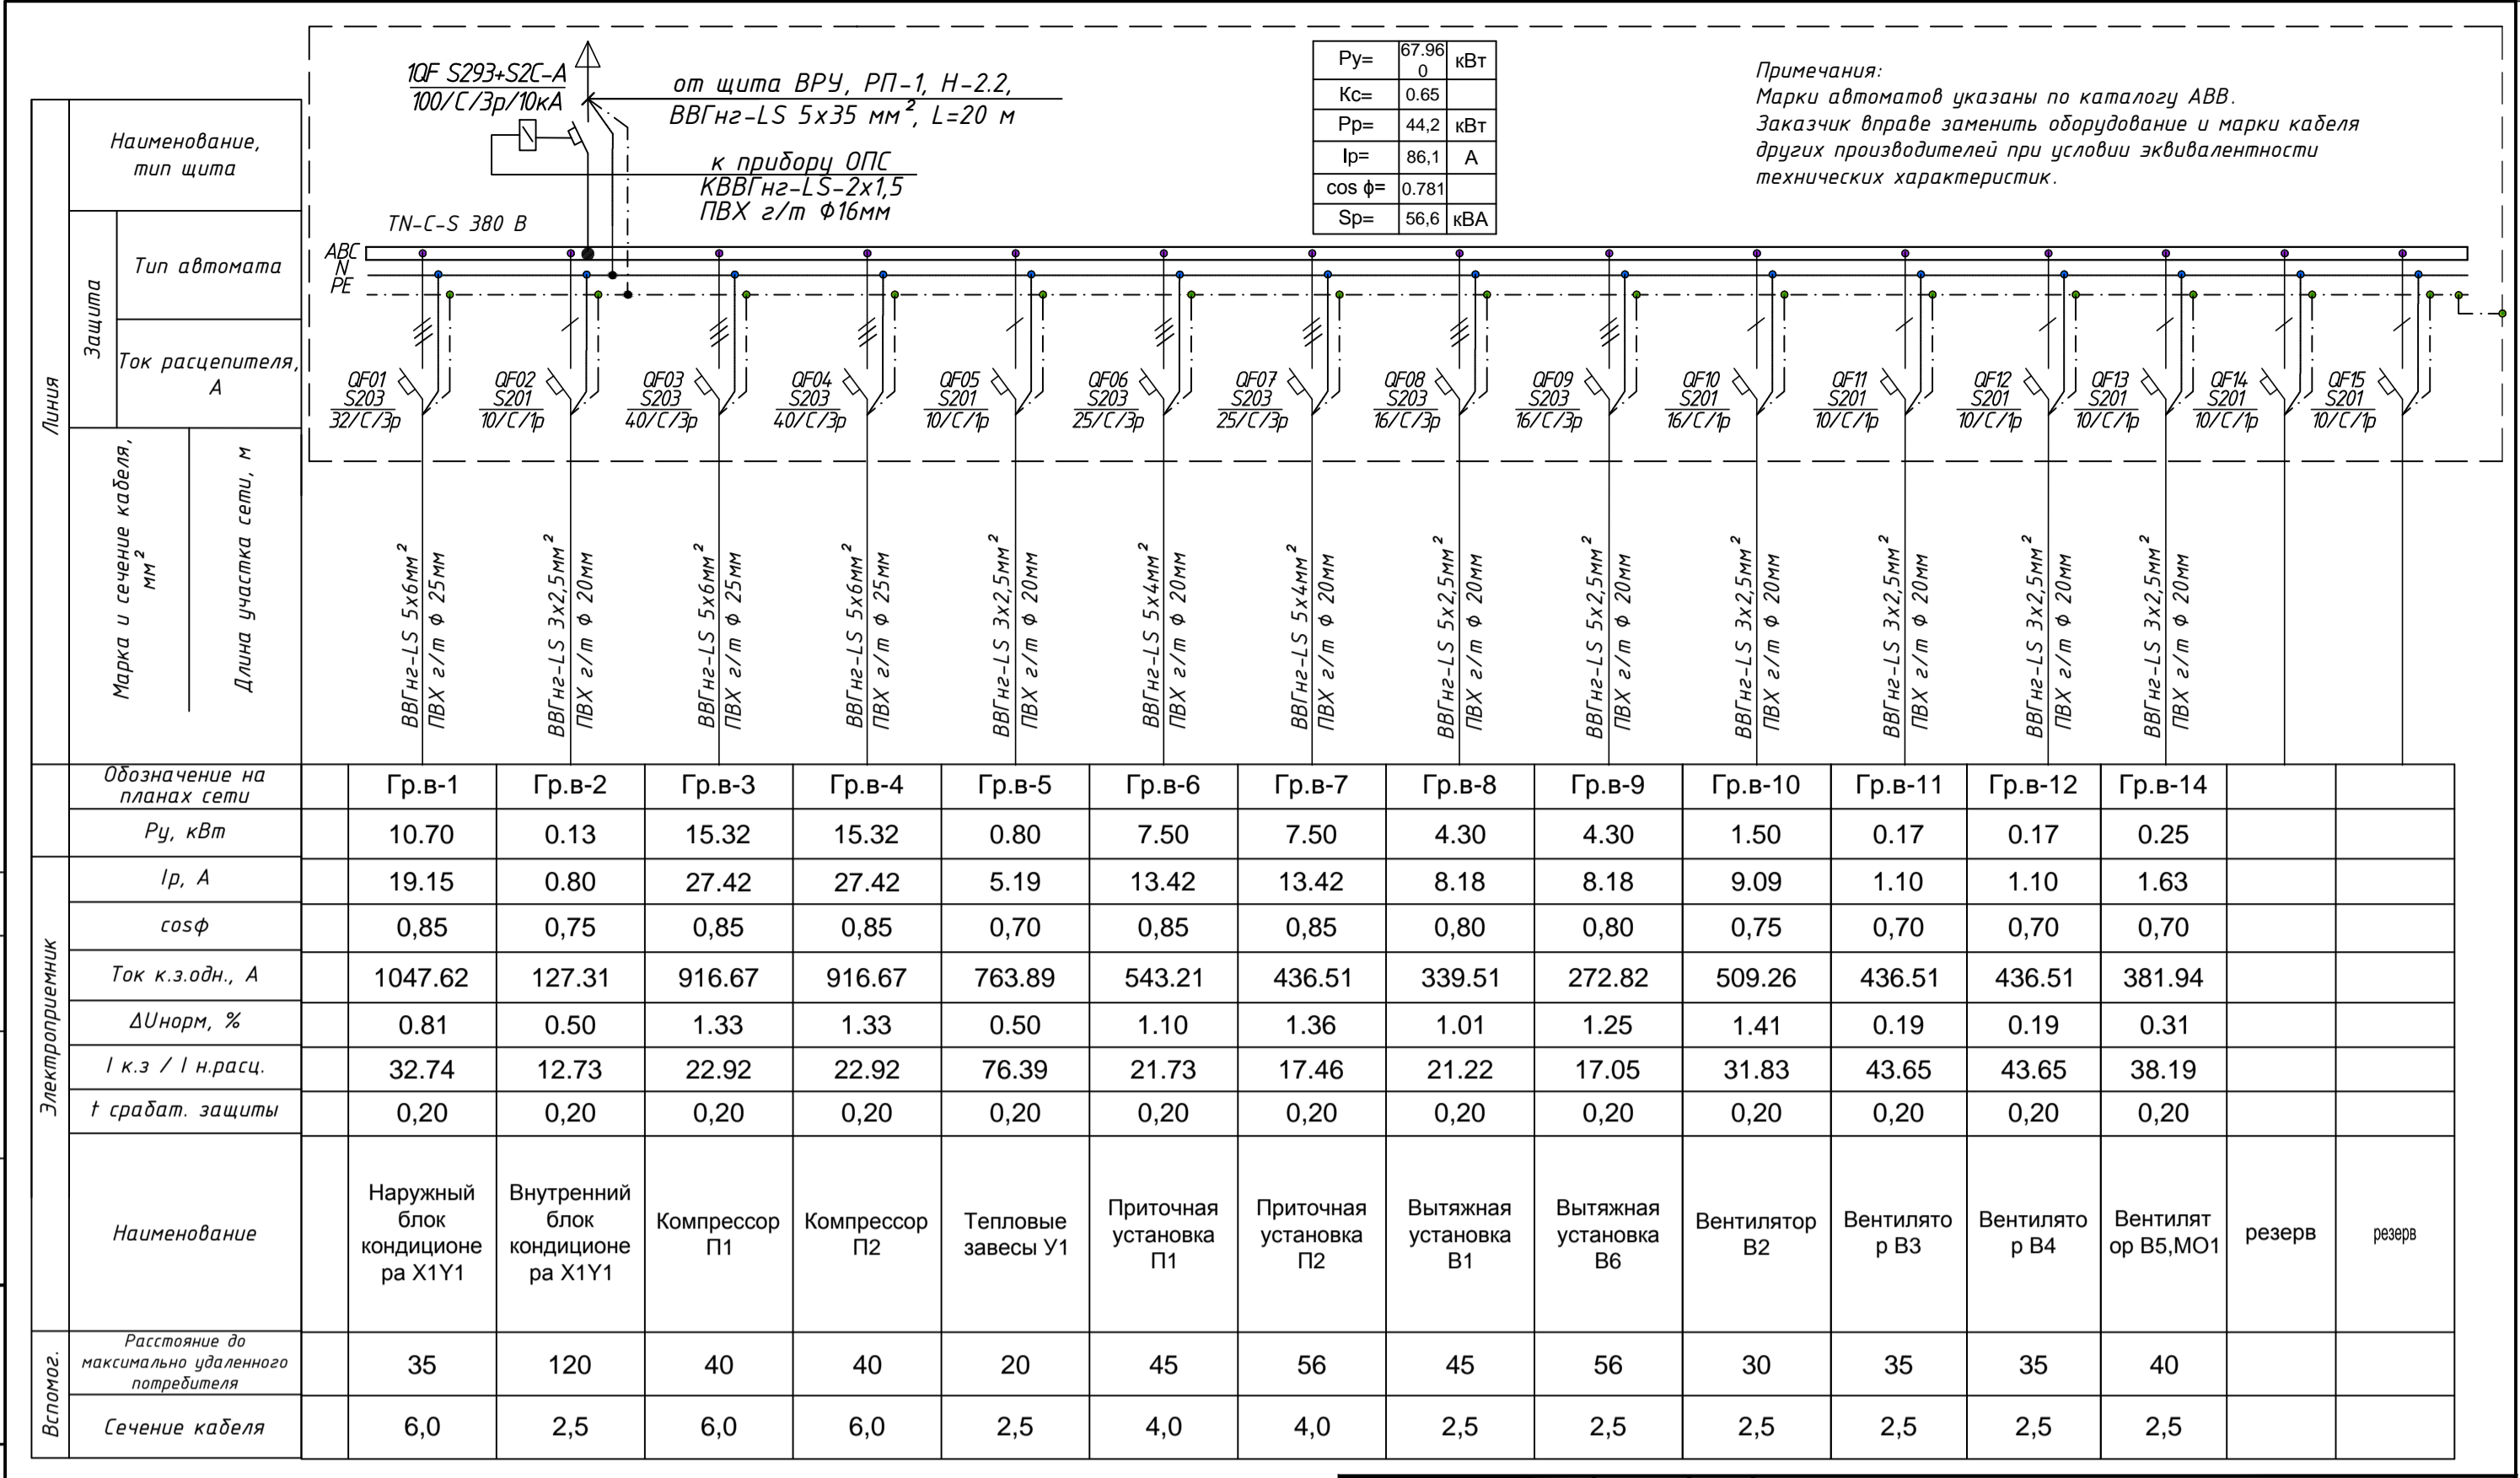 1QF S293+S2C-A
100/C/3p/10кА
от щита ВРУ, РП-1, Н-2.2,
ВВГнг-LS 5х35 мм², L=20 м
к прибору ОПС
КВВГнг-LS-2х1,5
ПВХ г/т Ф16мм
Ру= 67.960 кВт
Кс= 0.65
Рр= 44,2 кВт
Iр= 86,1 А
cos ф= 0.781
Sр= 56,6 кВА
Примечания:
Марки автоматов указаны по каталогу АВВ.
Заказчик вправе заменить оборудование и марки кабеля
других производителей при условии эквивалентности
технических характеристик.
TN-C-S 380 В
ABC
N
PE
Линия
Наименование,
тип щита
Защита
Тип автомата
Ток расцепителя,
А
Марка и сечение кабеля,
мм²
Длина участка сети, м
QF01
S203
32/C/3p
QF02
S201
10/C/1p
QF03
S203
40/C/3p
QF04
S203
40/C/3p
QF05
S201
10/C/1p
QF06
S203
25/C/3p
QF07
S203
25/C/3p
QF08
S203
16/C/3p
QF09
S203
16/C/3p
QF10
S201
16/C/1p
QF11
S201
10/C/1p
QF12
S201
10/C/1p
QF13
S201
10/C/1p
QF14
S201
10/C/1p
QF15
S201
10/C/1p
ВВГнг-LS 5х6мм²
ПВХ г/т ф 25мм
ВВГнг-LS 3х2,5мм²
ПВХ г/т ф 20мм
ВВГнг-LS 5х6мм²
ПВХ г/т ф 25мм
ВВГнг-LS 5х6мм²
ПВХ г/т ф 25мм
ВВГнг-LS 3х2,5мм²
ПВХ г/т ф 20мм
ВВГнг-LS 5х4мм²
ПВХ г/т ф 20мм
ВВГнг-LS 5х4мм²
ПВХ г/т ф 20мм
ВВГнг-LS 5х2,5мм²
ПВХ г/т ф 20мм
ВВГнг-LS 5х2,5мм²
ПВХ г/т ф 20мм
ВВГнг-LS 3х2,5мм²
ПВХ г/т ф 20мм
ВВГнг-LS 3х2,5мм²
ПВХ г/т ф 20мм
ВВГнг-LS 3х2,5мм²
ПВХ г/т ф 20мм
ВВГнг-LS 3х2,5мм²
ПВХ г/т ф 20мм
Обозначение на
планах сети
Гр.в-1 Гр.в-2 Гр.в-3 Гр.в-4 Гр.в-5 Гр.в-6 Гр.в-7 Гр.в-8 Гр.в-9 Гр.в-10 Гр.в-11 Гр.в-12 Гр.в-14
Ру, кВт 10.70 0.13 15.32 15.32 0.80 7.50 7.50 4.30 4.30 1.50 0.17 0.17 0.25
Электроприемник
Iр, А 19.15 0.80 27.42 27.42 5.19 13.42 13.42 8.18 8.18 9.09 1.10 1.10 1.63
cosф 0,85 0,75 0,85 0,85 0,70 0,85 0,85 0,80 0,80 0,75 0,70 0,70 0,70
Ток к.з.одн., А 1047.62 127.31 916.67 916.67 763.89 543.21 436.51 339.51 272.82 509.26 436.51 436.51 381.94
ΔUнорм, % 0.81 0.50 1.33 1.33 0.50 1.10 1.36 1.01 1.25 1.41 0.19 0.19 0.31
I к.з / I н.расц. 32.74 12.73 22.92 22.92 76.39 21.73 17.46 21.22 17.05 31.83 43.65 43.65 38.19
t срабат. защиты 0,20 0,20 0,20 0,20 0,20 0,20 0,20 0,20 0,20 0,20 0,20 0,20 0,20
Наименование
Наружный
блок
кондиционе
ра X1Y1
Внутренний
блок
кондиционе
ра X1Y1
Компрессор
П1
Компрессор
П2
Тепловые
завесы У1
Приточная
установка
П1
Приточная
установка
П2
Вытяжная
установка
В1
Вытяжная
установка
В6
Вентилятор
В2
Вентилято
р В3
Вентилято
р В4
Вентилят
ор В5,МО1
резерв
резерв
Вспомог.
Расстояние до
максимально удаленного
потребителя
35 120 40 40 20 45 56 45 56 30 35 35 40
Сечение кабеля 6,0 2,5 6,0 6,0 2,5 4,0 4,0 2,5 2,5 2,5 2,5 2,5 2,5